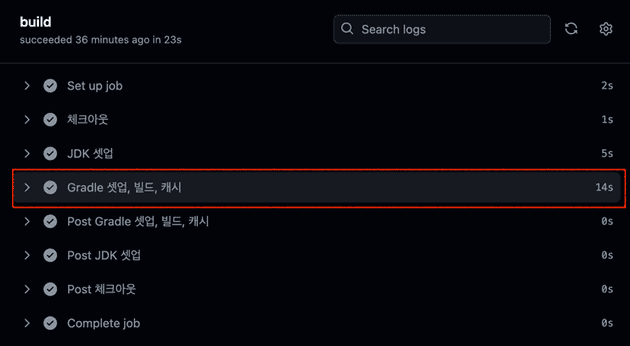 build
succeeded 36 minutes ago in 23s
Search logs
Set up job 2s
체크아웃 1s
JDK 셋업 5s
Gradle 셋업, 빌드, 캐시 14s
Post Gradle 셋업, 빌드, 캐시 0s
Post JDK 셋업 0s
Post 체크아웃 0s
Complete job 0s